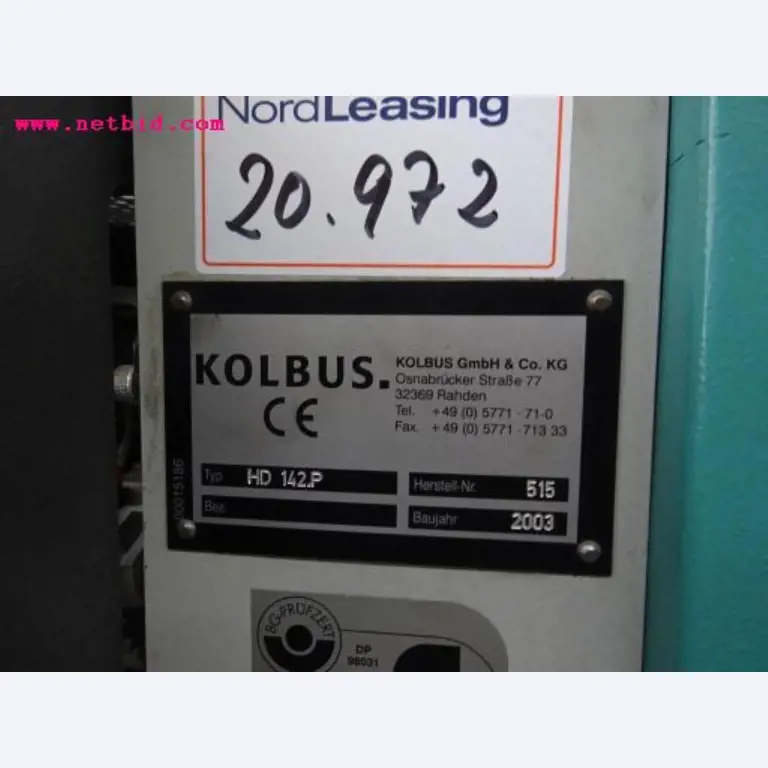 NordLeasing
www.netbid.com
20.972
KOLBUS.
CE
KOLBUS GmbH & Co. KG
Osnabrücker Straße 77
32369 Rahden
Tel. +49 (0) 5771 - 71-0
Fax. +49 (0) 5771 - 713 33
00015186
Typ HD 142.P
Herstell-Nr. 515
Bez.
Baujahr 2003
BG-PRÜFZERT
DP
98031